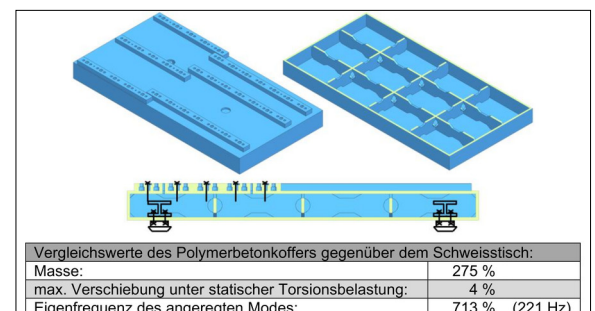 Vergleichswerte des Polymerbetonkoffers gegenüber dem Schweisstisch:
Masse: 275 %
max. Verschiebung unter statischer Torsionsbelastung: 4 %
Eigenfrequenz des angeregten Modes: 713 % (221 Hz)